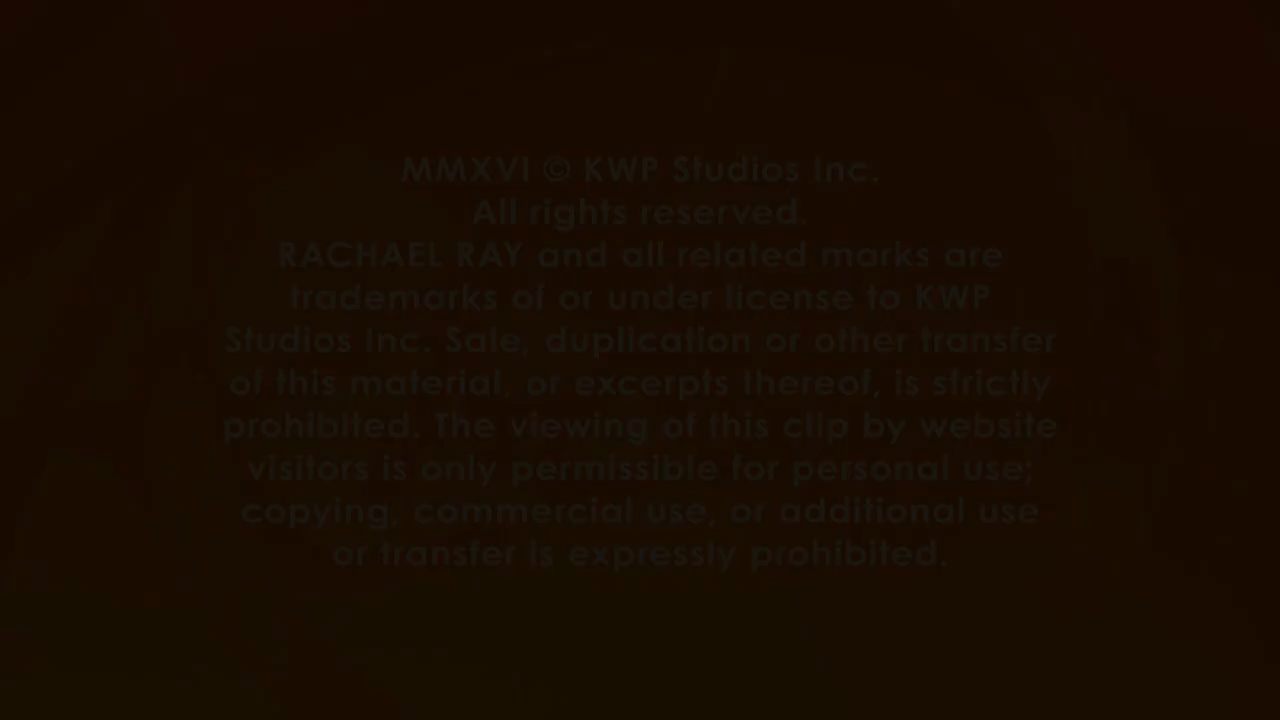 MMXVI © KWP Studios Inc.
All rights reserved.
RACHAEL RAY and all related marks are
trademarks of or under license to KWP
Studios Inc. Sale, duplication or other transfer
of this material, or excerpts thereof, is strictly
prohibited. The viewing of this clip by website
visitors is only permissible for personal use;
copying, commercial use, or additional use
or transfer is expressly prohibited.